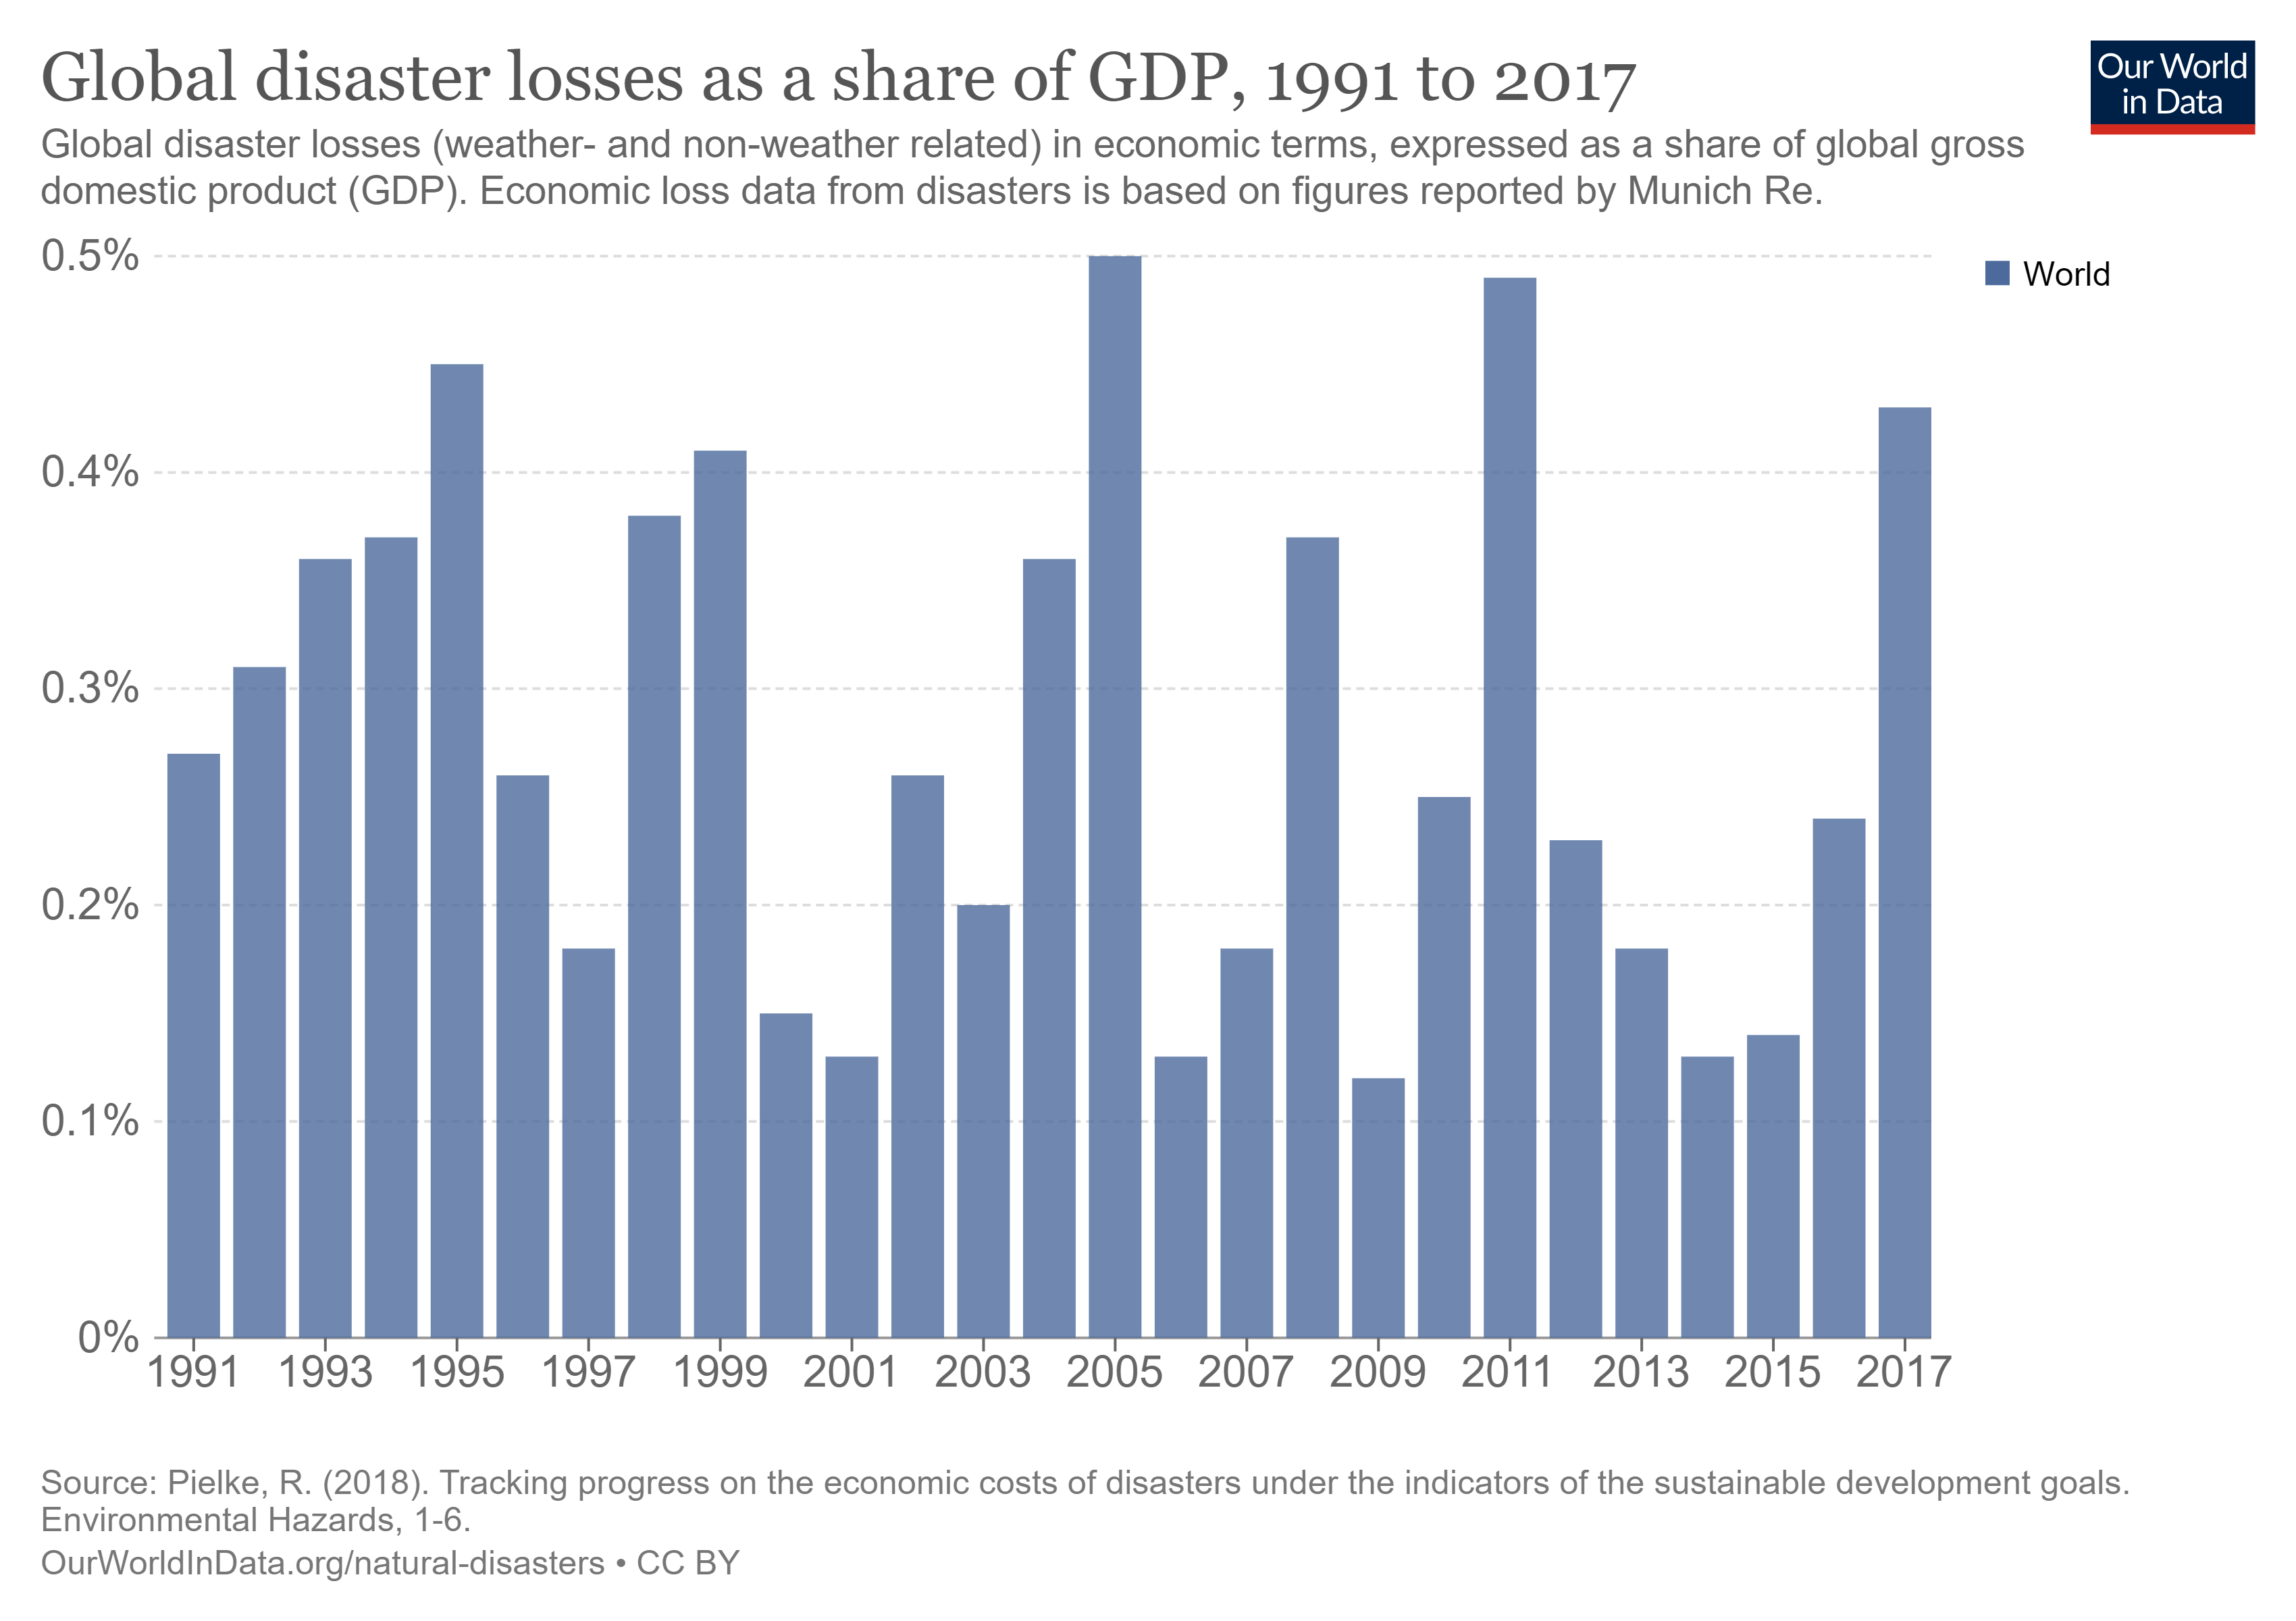 Global disaster losses as a share of GDP, 1991 to 2017
Our World
in Data
Global disaster losses (weather- and non-weather related) in economic terms, expressed as a share of global gross
domestic product (GDP). Economic loss data from disasters is based on figures reported by Munich Re.
World
0.5%
0.4%
0.3%
0.2%
0.1%
0%
1991 1993 1995 1997 1999 2001 2003 2005 2007 2009 2011 2013 2015 2017
Source: Pielke, R. (2018). Tracking progress on the economic costs of disasters under the indicators of the sustainable development goals.
Environmental Hazards, 1-6.
OurWorldInData.org/natural-disasters • CC BY